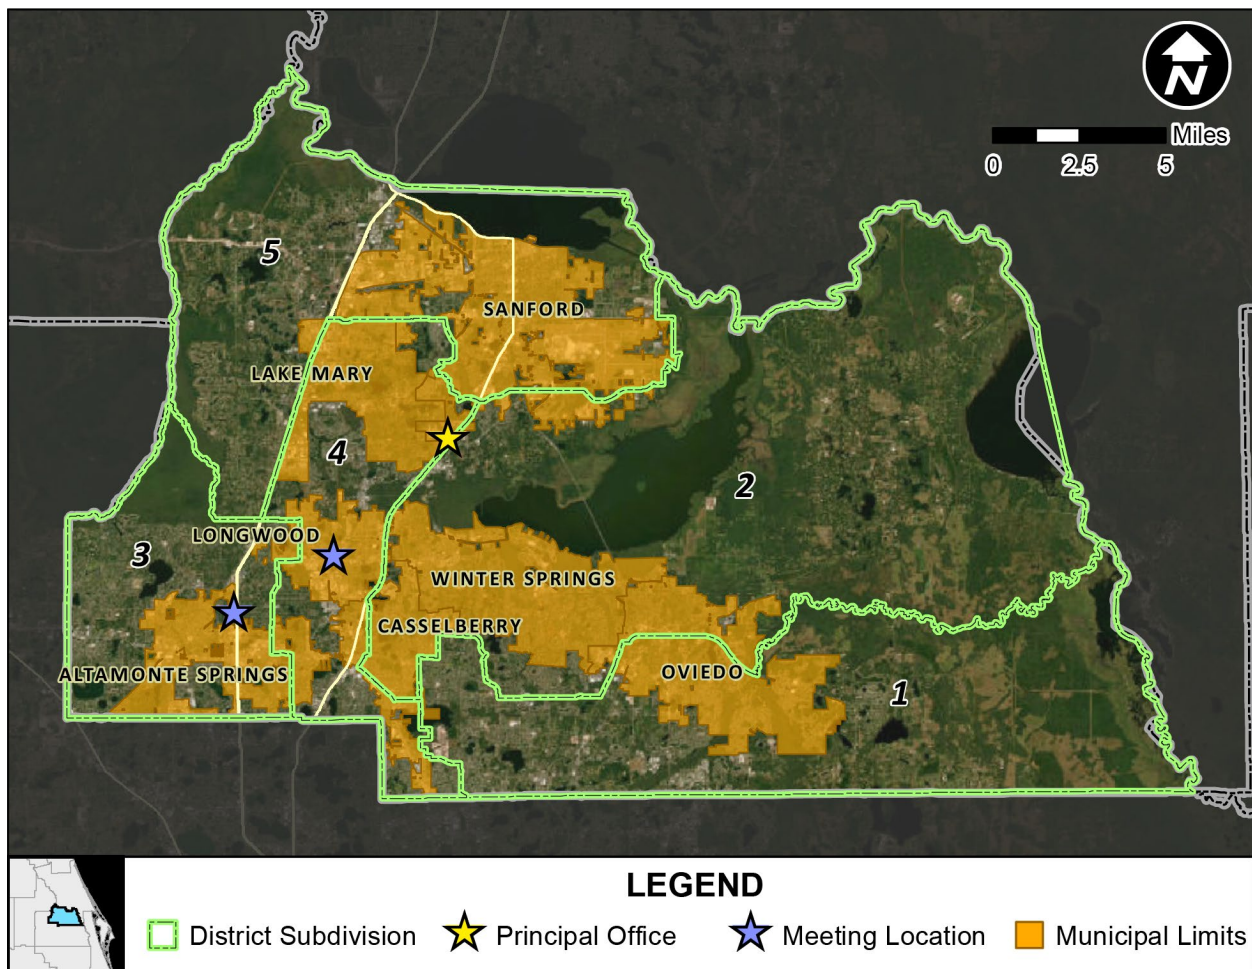 N
Miles
0 2.5 5
5
SANFORD
LAKE MARY
4
2
LONGWOOD
3
WINTER SPRINGS
CASSELBERRY
ALTAMONTE SPRINGS
OVIEDO
1
LEGEND
District Subdivision Principal Office Meeting Location Municipal Limits